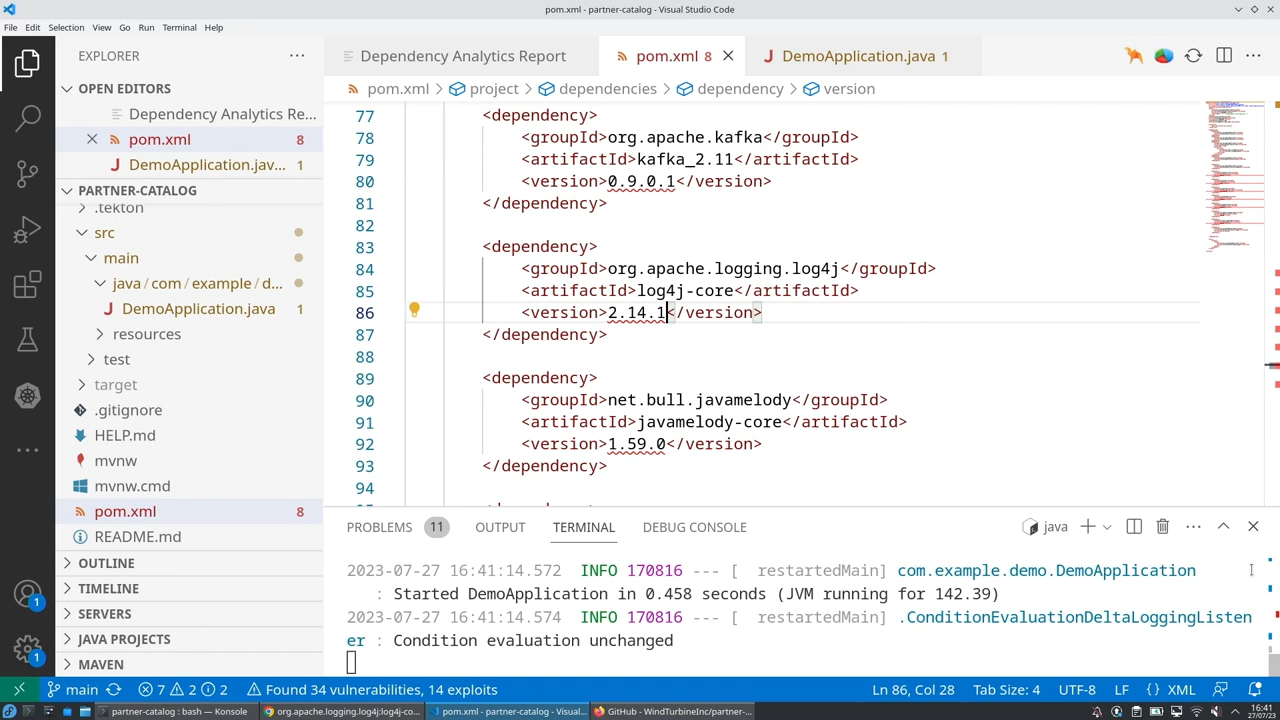 pom.xml - partner-catalog - Visual Studio Code
File Edit Selection View Go Run Terminal Help
EXPLORER
Dependency Analytics Report
pom.xml 8
DemoApplication.java 1
OPEN EDITORS
pom.xml
project
dependencies
dependency
version
Dependency Analytics Re...
pom.xml 8
DemoApplication.jav... 1
PARTNER-CATALOG
.tekton
src
main
java/com/example/d...
DemoApplication.java 1
resources
test
target
.gitignore
HELP.md
mvnw
mvnw.cmd
pom.xml 8
README.md
OUTLINE
TIMELINE
SERVERS
JAVA PROJECTS
MAVEN
1
1
77 <dependency>
78 <groupId>org.apache.kafka</groupId>
79 <artifactId>kafka_2.11</artifactId>
80 <version>0.9.0.1</version>
81 </dependency>
82
83 <dependency>
84 <groupId>org.apache.logging.log4j</groupId>
85 <artifactId>log4j-core</artifactId>
86 <version>2.14.1</version>
87 </dependency>
88
89 <dependency>
90 <groupId>net.bull.javamelody</groupId>
91 <artifactId>javamelody-core</artifactId>
92 <version>1.59.0</version>
93 </dependency>
94
PROBLEMS 11 OUTPUT TERMINAL DEBUG CONSOLE
java
2023-07-27 16:41:14.572 INFO 170816 --- [ restartedMain] com.example.demo.DemoApplication
: Started DemoApplication in 0.458 seconds (JVM running for 142.39)
2023-07-27 16:41:14.574 INFO 170816 --- [ restartedMain] .ConditionEvaluationDeltaLoggingListen
er : Condition evaluation unchanged
main 7 2 2 Found 34 vulnerabilities, 14 exploits
Ln 86, Col 28 Tab Size: 4 UTF-8 LF {} XML
partner-catalog : bash — Konsole
org.apache.logging.log4j:log4j-co...
pom.xml - partner-catalog - Visual...
GitHub - WindTurbineInc/partner-...
16:41
27/07/23